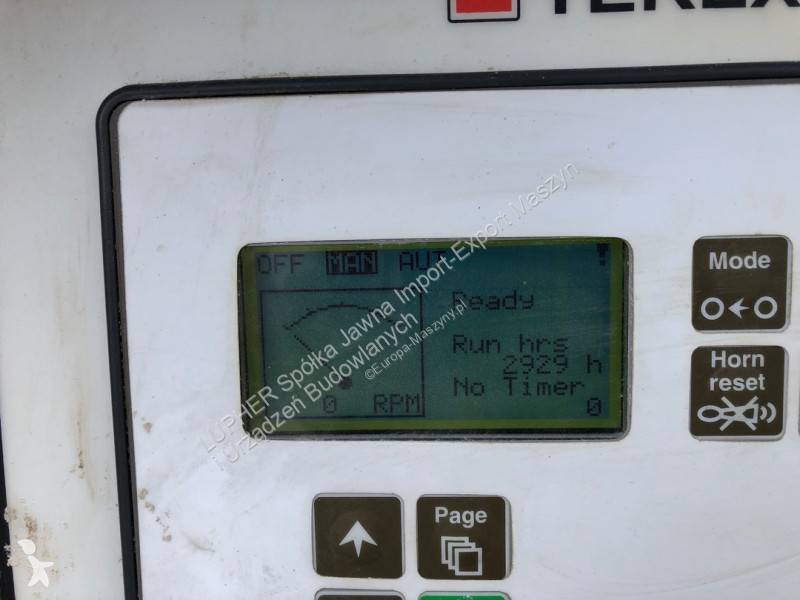 TEREX
OFF MAN AUT
Ready
Run hrs
2929 h
No Timer
0 RPM
0
Mode
Horn
reset
Page
LUPHER Spółka Jawna Import-Export Maszyn
i Urządzeń Budowlanych
©Europa-Maszyny.pl